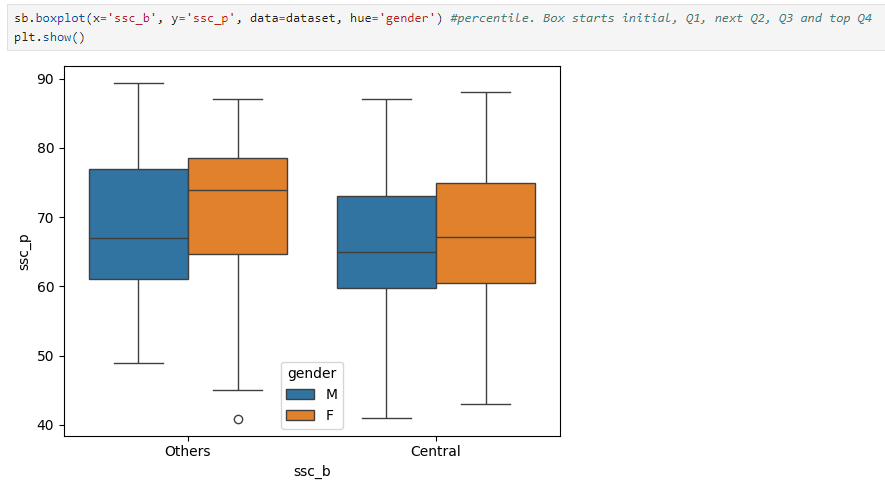 sb.boxplot(x='ssc_b', y='ssc_p', data=dataset, hue='gender') #percentile. Box starts initial, Q1, next Q2, Q3 and top Q4
plt.show()
90
80
70
60
50
40
ssc_p
gender
M
F
Others
Central
ssc_b